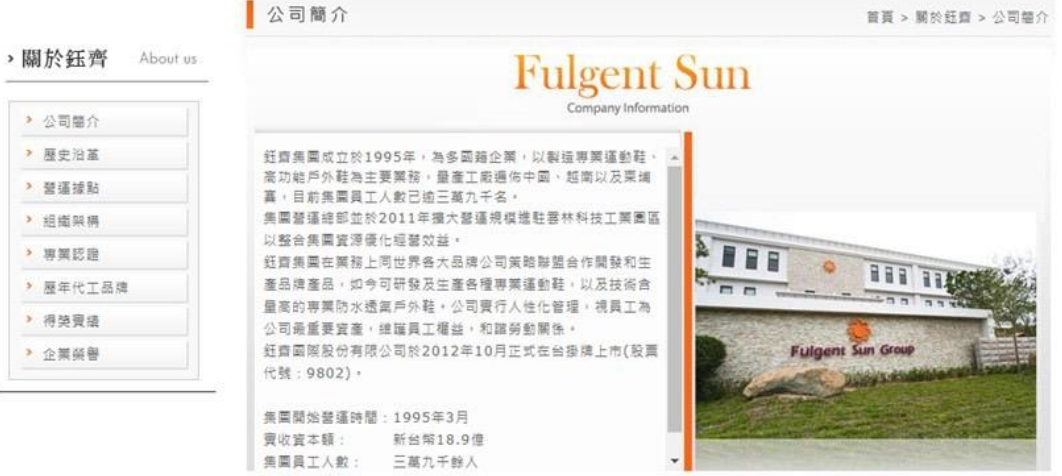 公司簡介
首頁 > 關於鈺齊 > 公司簡介
關於鈺齊 About us
公司簡介
歷史沿革
營運據點
組織架構
專業認證
歷年代工品牌
得獎實績
企業榮譽
Fulgent Sun
Company Information
鈺齊集團成立於1995年，為多國籍企業，以製造專業運動鞋、
高功能戶外鞋為主要業務，量產工廠遍佈中國、越南以及柬埔
寨，目前集團員工人數已逾三萬九千名。
集團營運總部並於2011年擴大營運規模進駐雲林科技工業園區
以整合集團資源優化經營效益。
鈺齊集團在業務上同世界各大品牌公司策略聯盟合作開發和生
產品牌產品，如今可研發及生產各種專業運動鞋，以及技術含
量高的專業防水透氣戶外鞋。公司實行人性化管理，視員工為
公司最重要資產，維護員工權益，和諧勞動關係。
鈺齊國際股份有限公司於2012年10月正式在台掛牌上市(股票
代號：9802)。
集團開始營運時間：1995年3月
實收資本額： 新台幣18.9億
集團員工人數： 三萬九千餘人
Fulgent Sun Group